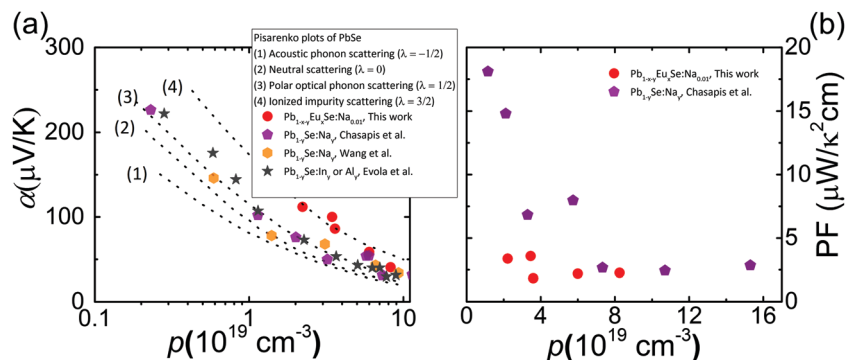 (a)
300
200
100
0
α(μV/K)
0.1
1
10
p(10^19 cm^-3)
(1)
(2)
(3)
(4)
Pisarenko plots of PbSe
(1) Acoustic phonon scattering (λ = −1/2)
(2) Neutral scattering (λ = 0)
(3) Polar optical phonon scattering (λ = 1/2)
(4) Ionized impurity scattering (λ = 3/2)
Pb1-x-yEuxSe:Na0.01, This work
Pb1-ySe:Nay, Chasapis et al.
Pb1-ySe:Nay, Wang et al.
Pb1-ySe:Iny or Aly, Evola et al.
(b)
Pb1-x-yEuxSe:Na0.01, This work
Pb1-ySe:Nay, Chasapis et al.
20
15
10
5
0
PF (μW/κ²cm)
0
4
8
12
16
p(10^19 cm^-3)